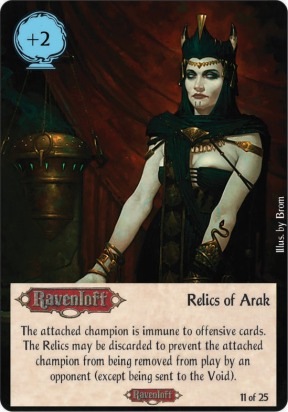 +2
Illus. by Brom
Ravenloft
Relics of Arak
The attached champion is immune to offensive cards.
The Relics may be discarded to prevent the attached
champion from being removed from play by an
opponent (except being sent to the Void).
Ravenloft
11 of 25